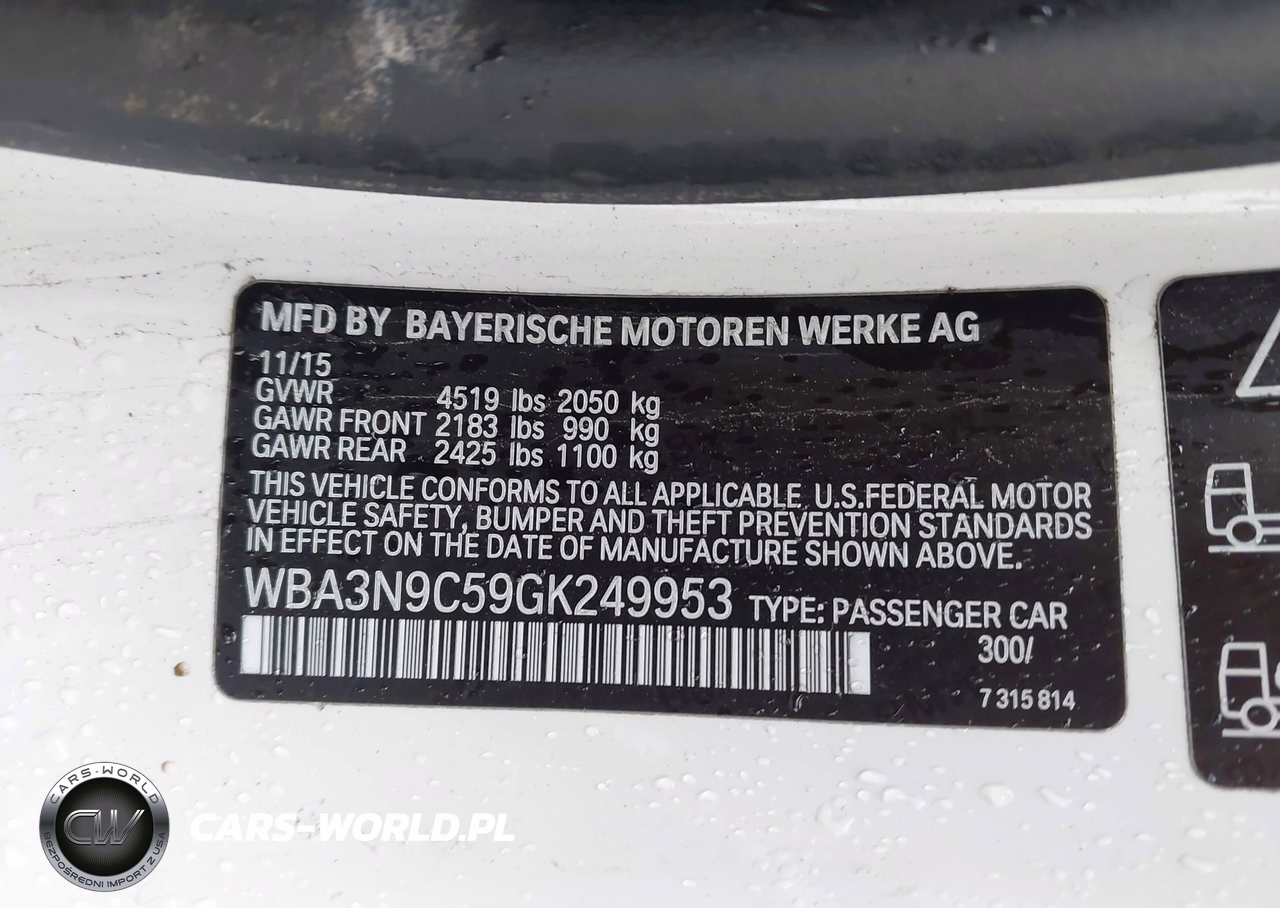 MFD BY BAYERISCHE MOTOREN WERKE AG
11/15
GVWR 4519 lbs 2050 kg
GAWR FRONT 2183 lbs 990 kg
GAWR REAR 2425 lbs 1100 kg
THIS VEHICLE CONFORMS TO ALL APPLICABLE U.S.FEDERAL MOTOR
VEHICLE SAFETY, BUMPER AND THEFT PREVENTION STANDARDS
IN EFFECT ON THE DATE OF MANUFACTURE SHOWN ABOVE.
WBA3N9C59GK249953 TYPE: PASSENGER CAR
300/
7 315 814
CARS-WORLD
CW
BEZPOŚREDNI IMPORT Z USA
CARS-WORLD.PL